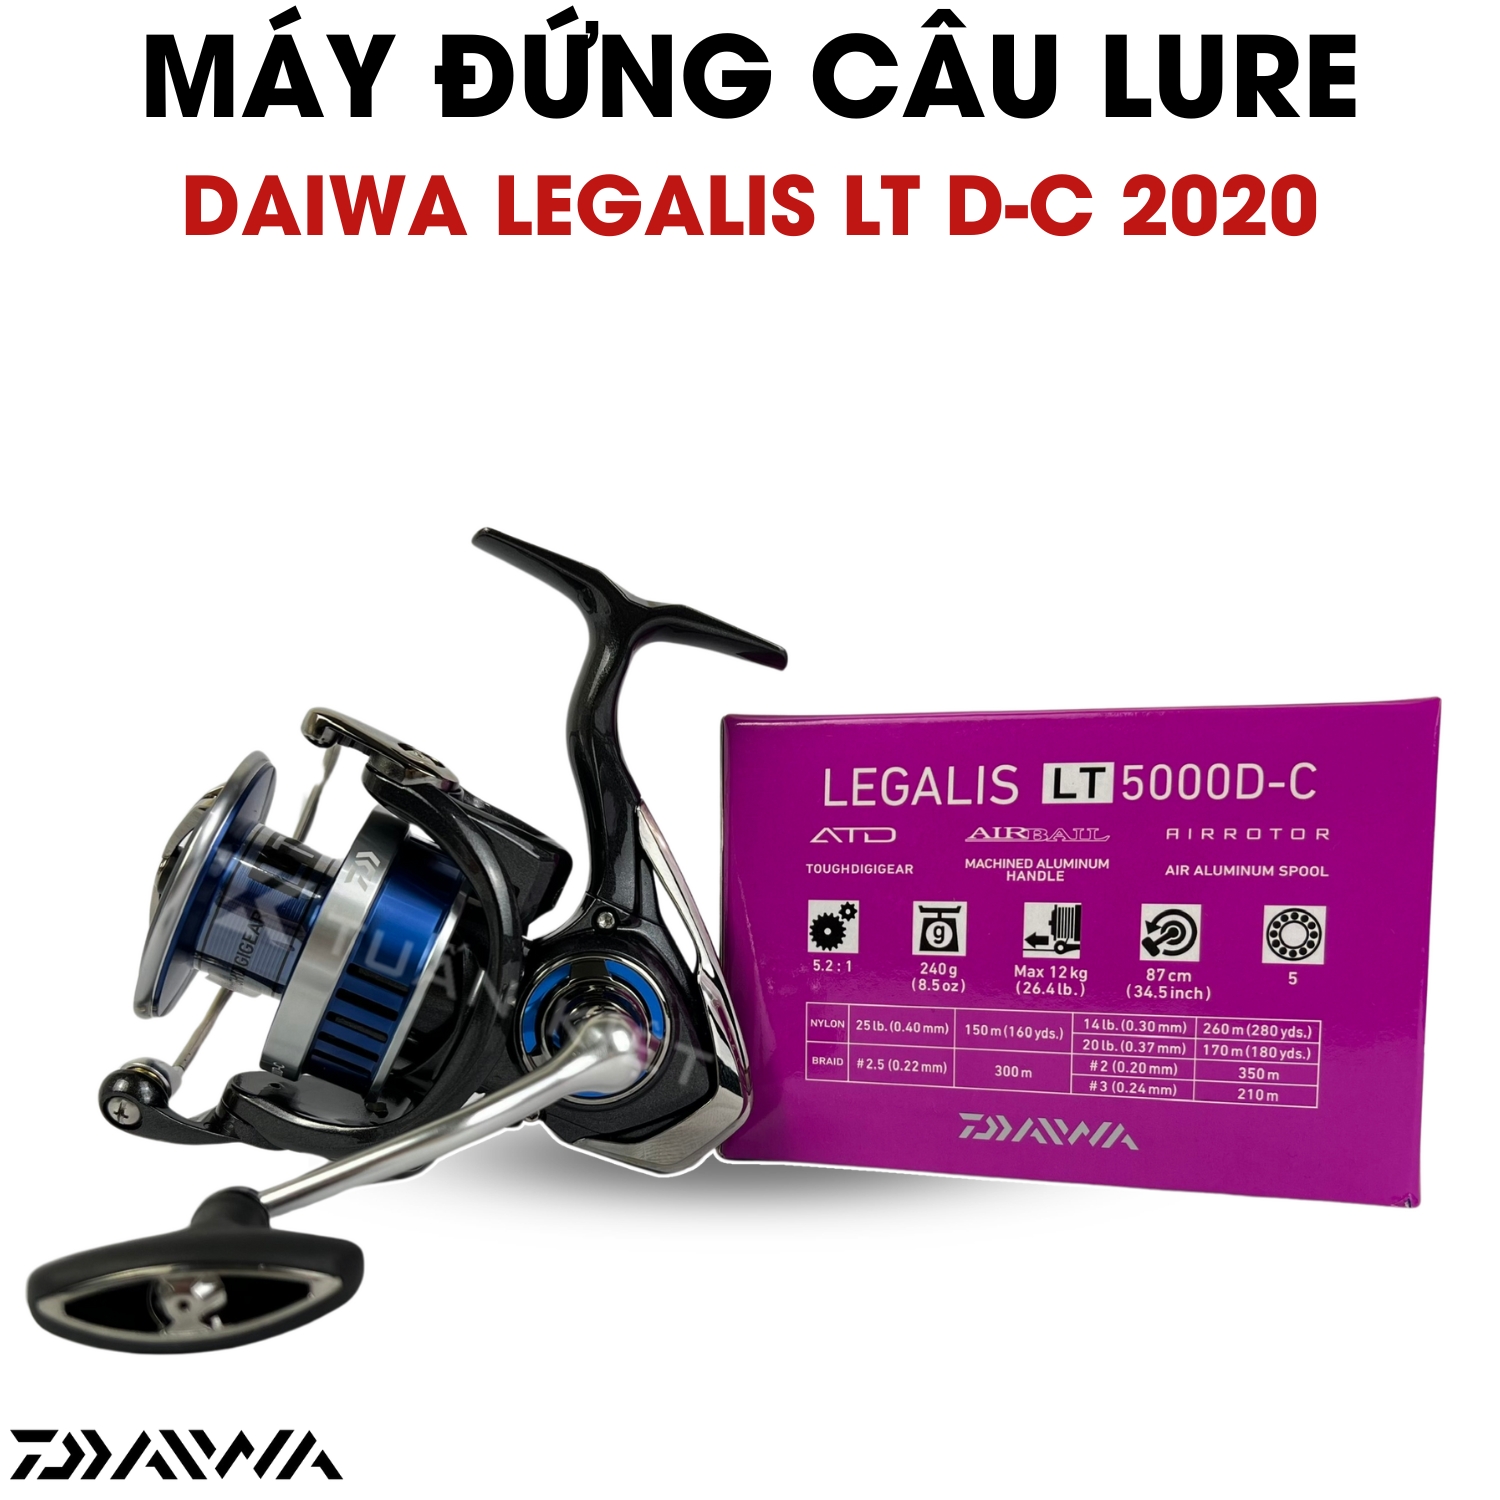 MÁY ĐỨNG CÂU LURE
DAIWA LEGALIS LT D-C 2020
LEGALIS LT 5000D-C
ATD AIRBAIL AIRROTOR
TOUGHDIGIGEAR MACHINED ALUMINUM HANDLE AIR ALUMINUM SPOOL
5.2 : 1 240 g (8.5 oz) Max 12 kg (26.4 lb.) 87 cm (34.5 inch) 5
NYLON 25 lb. (0.40 mm) 150 m (160 yds.) 14 lb. (0.30 mm) 260 m (280 yds.)
20 lb. (0.37 mm) 170 m (180 yds.)
BRAID #2.5 (0.22 mm) 300 m #2 (0.20 mm) 350 m
#3 (0.24 mm) 210 m
DAIWA
DAIWA